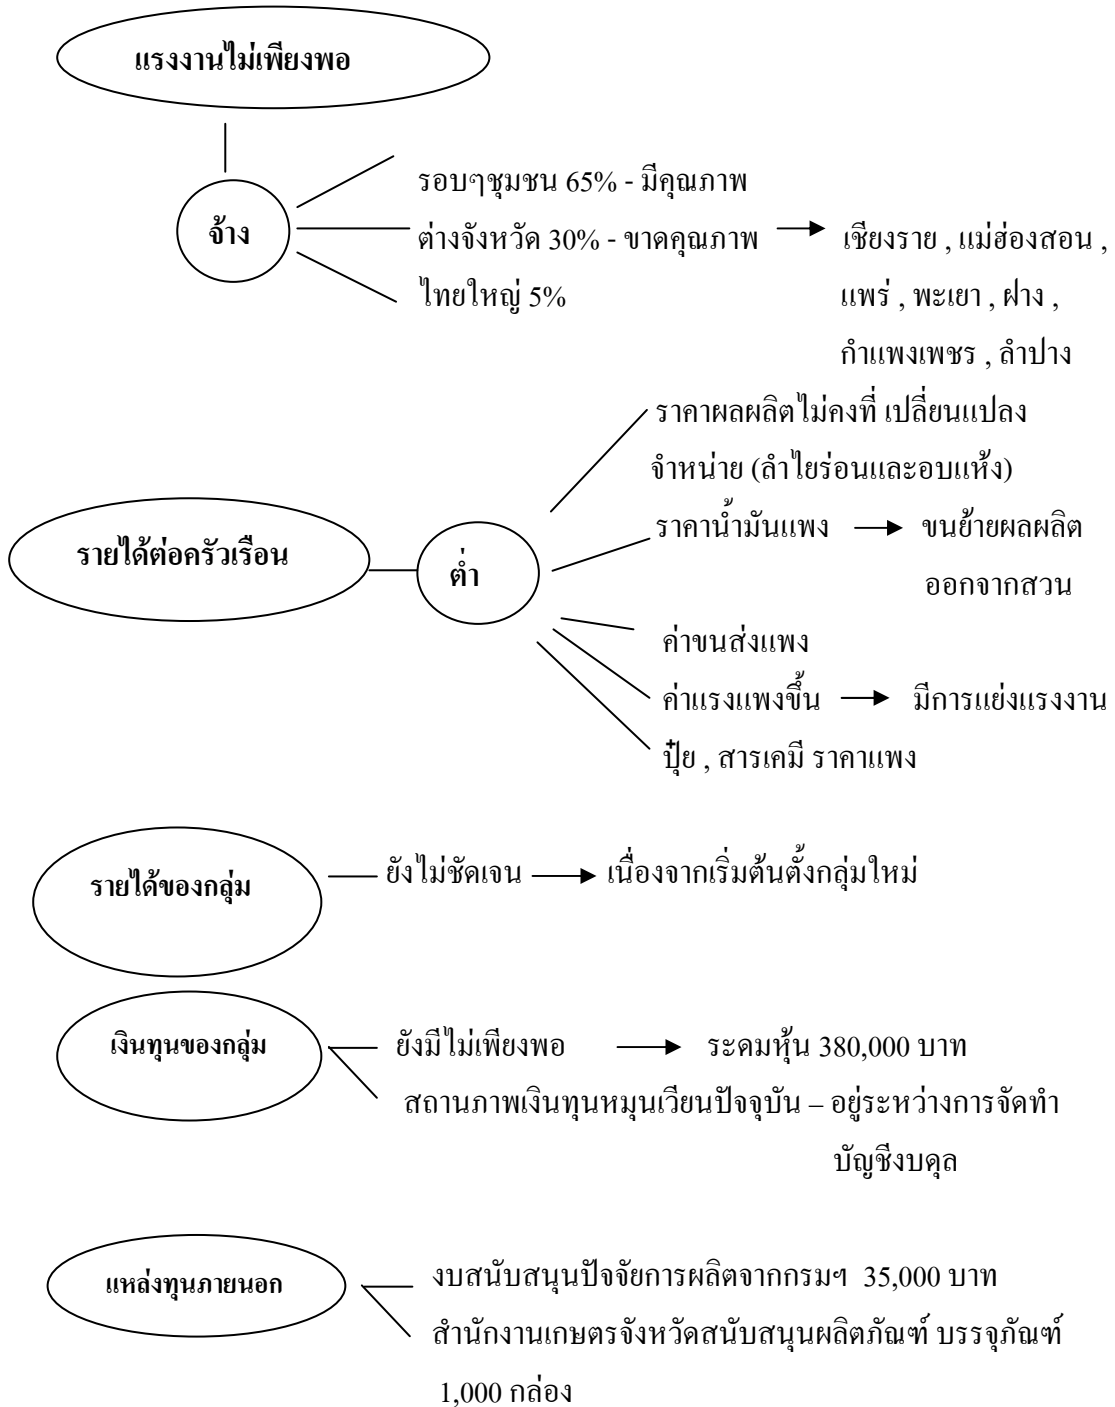 แรงงานไม่เพียงพอ
รอบๆชุมชน 65% - มีคุณภาพ
จ้าง
ต่างจังหวัด 30% - ขาดคุณภาพ
เชียงราย , แม่ฮ่องสอน ,
ไทยใหญ่ 5%
แพร่ , พะเยา , ฝาง ,
กำแพงเพชร , ลำปาง
ราคาผลผลิตไม่คงที่ เปลี่ยนแปลง
จำหน่าย (ลำไยร่อนและอบแห้ง)
รายได้ต่อครัวเรือน
ต่ำ
ราคาน้ำมันแพง
ขนย้ายผลผลิต
ออกจากสวน
ค่าขนส่งแพง
ค่าแรงแพงขึ้น
มีการแย่งแรงงาน
ปุ๋ย , สารเคมี ราคาแพง
รายได้ของกลุ่ม
ยังไม่ชัดเจน
เนื่องจากเริ่มต้นตั้งกลุ่มใหม่
เงินทุนของกลุ่ม
ยังมีไม่เพียงพอ
ระดมหุ้น 380,000 บาท
สถานภาพเงินทุนหมุนเวียนปัจจุบัน – อยู่ระหว่างการจัดทำ
บัญชีงบดุล
แหล่งทุนภายนอก
งบสนับสนุนปัจจัยการผลิตจากกรมฯ 35,000 บาท
สำนักงานเกษตรจังหวัดสนับสนุนผลิตภัณฑ์ บรรจุภัณฑ์
1,000 กล่อง